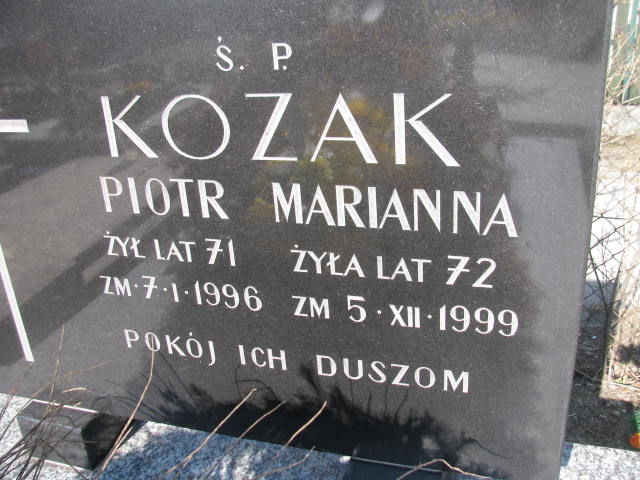 Ś. P.
KOZAK
PIOTR MARIANNA
ŻYŁ LAT 71 ŻYŁA LAT 72
ZM·7·I·1996 ZM 5·XII·1999
POKÓJ ICH DUSZOM